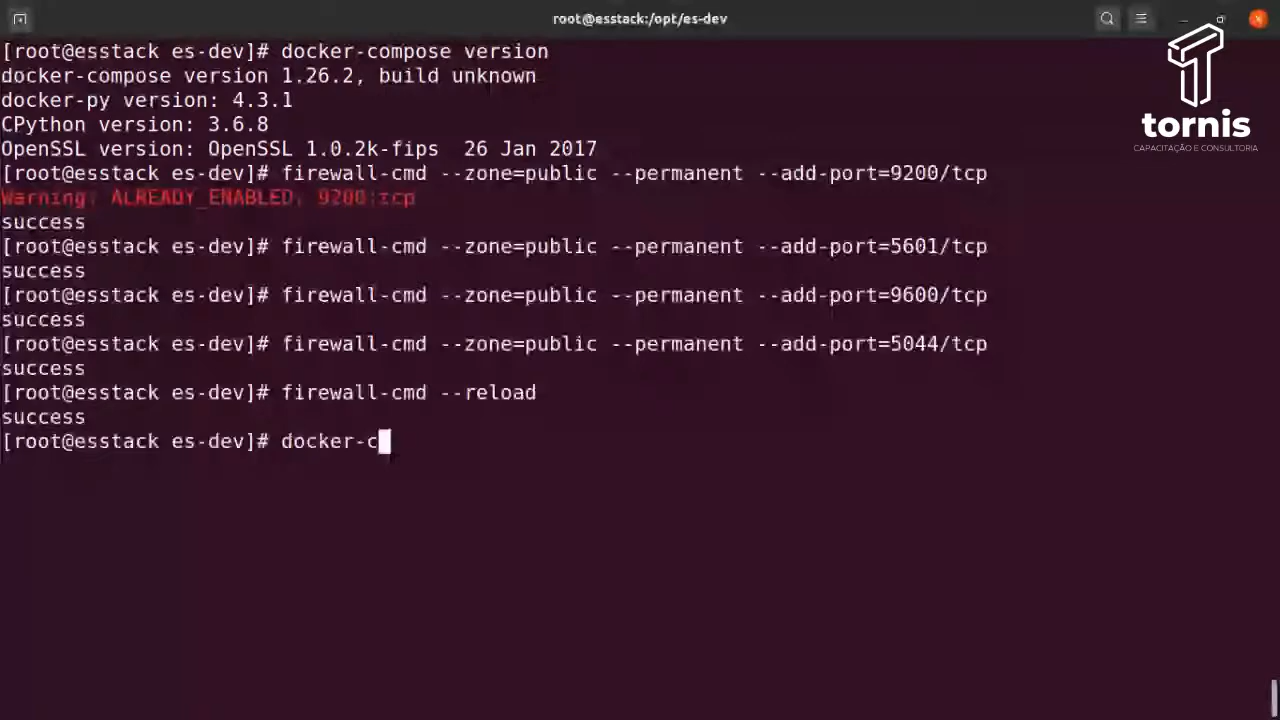 root@esstack:/opt/es-dev
[root@esstack es-dev]# docker-compose version
docker-compose version 1.26.2, build unknown
docker-py version: 4.3.1
CPython version: 3.6.8
OpenSSL version: OpenSSL 1.0.2k-fips  26 Jan 2017
[root@esstack es-dev]# firewall-cmd --zone=public --permanent --add-port=9200/tcp
Warning: ALREADY_ENABLED: 9200:tcp
success
[root@esstack es-dev]# firewall-cmd --zone=public --permanent --add-port=5601/tcp
success
[root@esstack es-dev]# firewall-cmd --zone=public --permanent --add-port=9600/tcp
success
[root@esstack es-dev]# firewall-cmd --zone=public --permanent --add-port=5044/tcp
success
[root@esstack es-dev]# firewall-cmd --reload
success
[root@esstack es-dev]# docker-c
tornis
CAPACITAÇÃO E CONSULTORIA